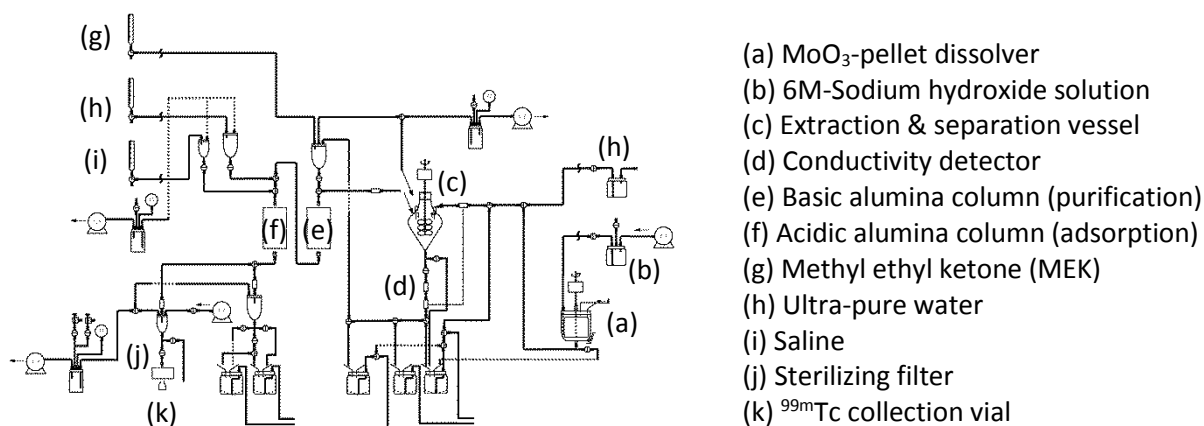 (g)
(h)
(i)
(c)
(h)
(f)
(e)
(b)
(d)
(a)
(j)
(k)
(a) MoO₃-pellet dissolver
(b) 6M-Sodium hydroxide solution
(c) Extraction & separation vessel
(d) Conductivity detector
(e) Basic alumina column (purification)
(f) Acidic alumina column (adsorption)
(g) Methyl ethyl ketone (MEK)
(h) Ultra-pure water
(i) Saline
(j) Sterilizing filter
(k) ⁹⁹ᵐTc collection vial